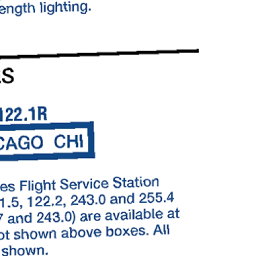 ength lighting.
S
122.1R
CAGO CHI
es Flight Service Station
1.5, 122.2, 243.0 and 255.4
7 and 243.0) are available at
ot shown above boxes. All
shown.